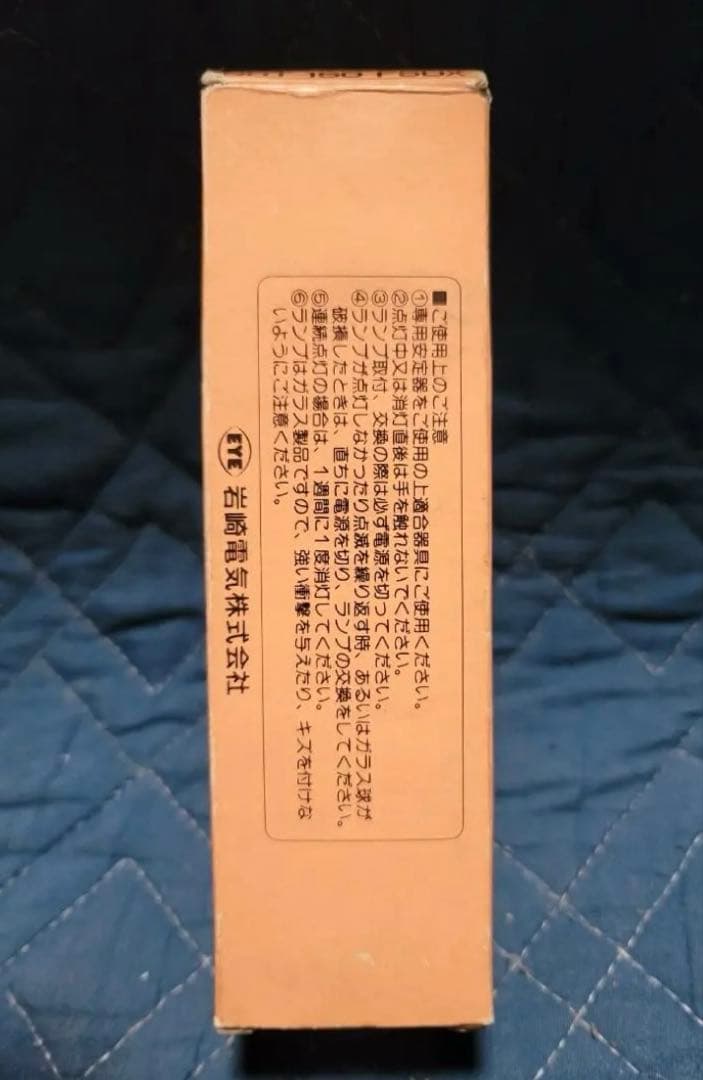 ■ご使用上のご注意
①専用安定器をご使用の上適合器具にご使用ください。
②点灯中又は消灯直後は手を触れないでください。
③ランプ取付、交換の際は必ず電源を切ってください。
④ランプが点灯しなかったり点滅を繰り返す時、あるいはガラス球が
破損したときは、直ちに電源を切り、ランプの交換をしてください。
⑤連続点灯の場合は、1週間に1度消灯してください。
⑥ランプはガラス製品ですので、強い衝撃を与えたり、キズを付けな
いようにご注意ください。
EYE 岩崎電気株式会社